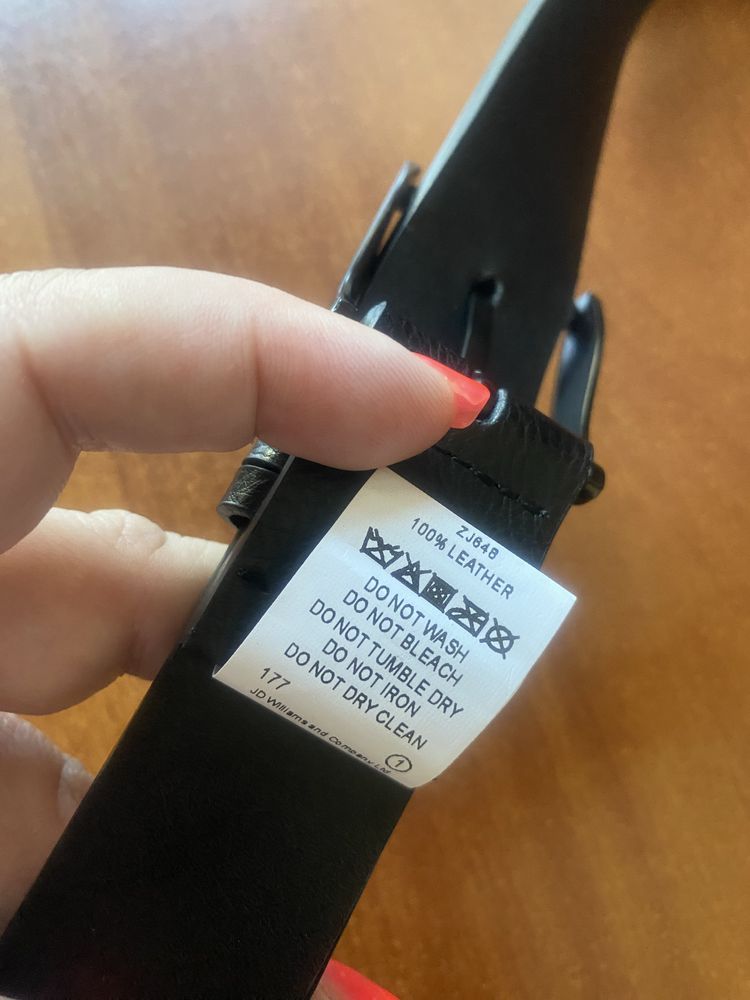 ZJ648
100% LEATHER
DO NOT WASH
DO NOT BLEACH
DO NOT TUMBLE DRY
DO NOT IRON
DO NOT DRY CLEAN
177
JD Williams and Company Ltd
1